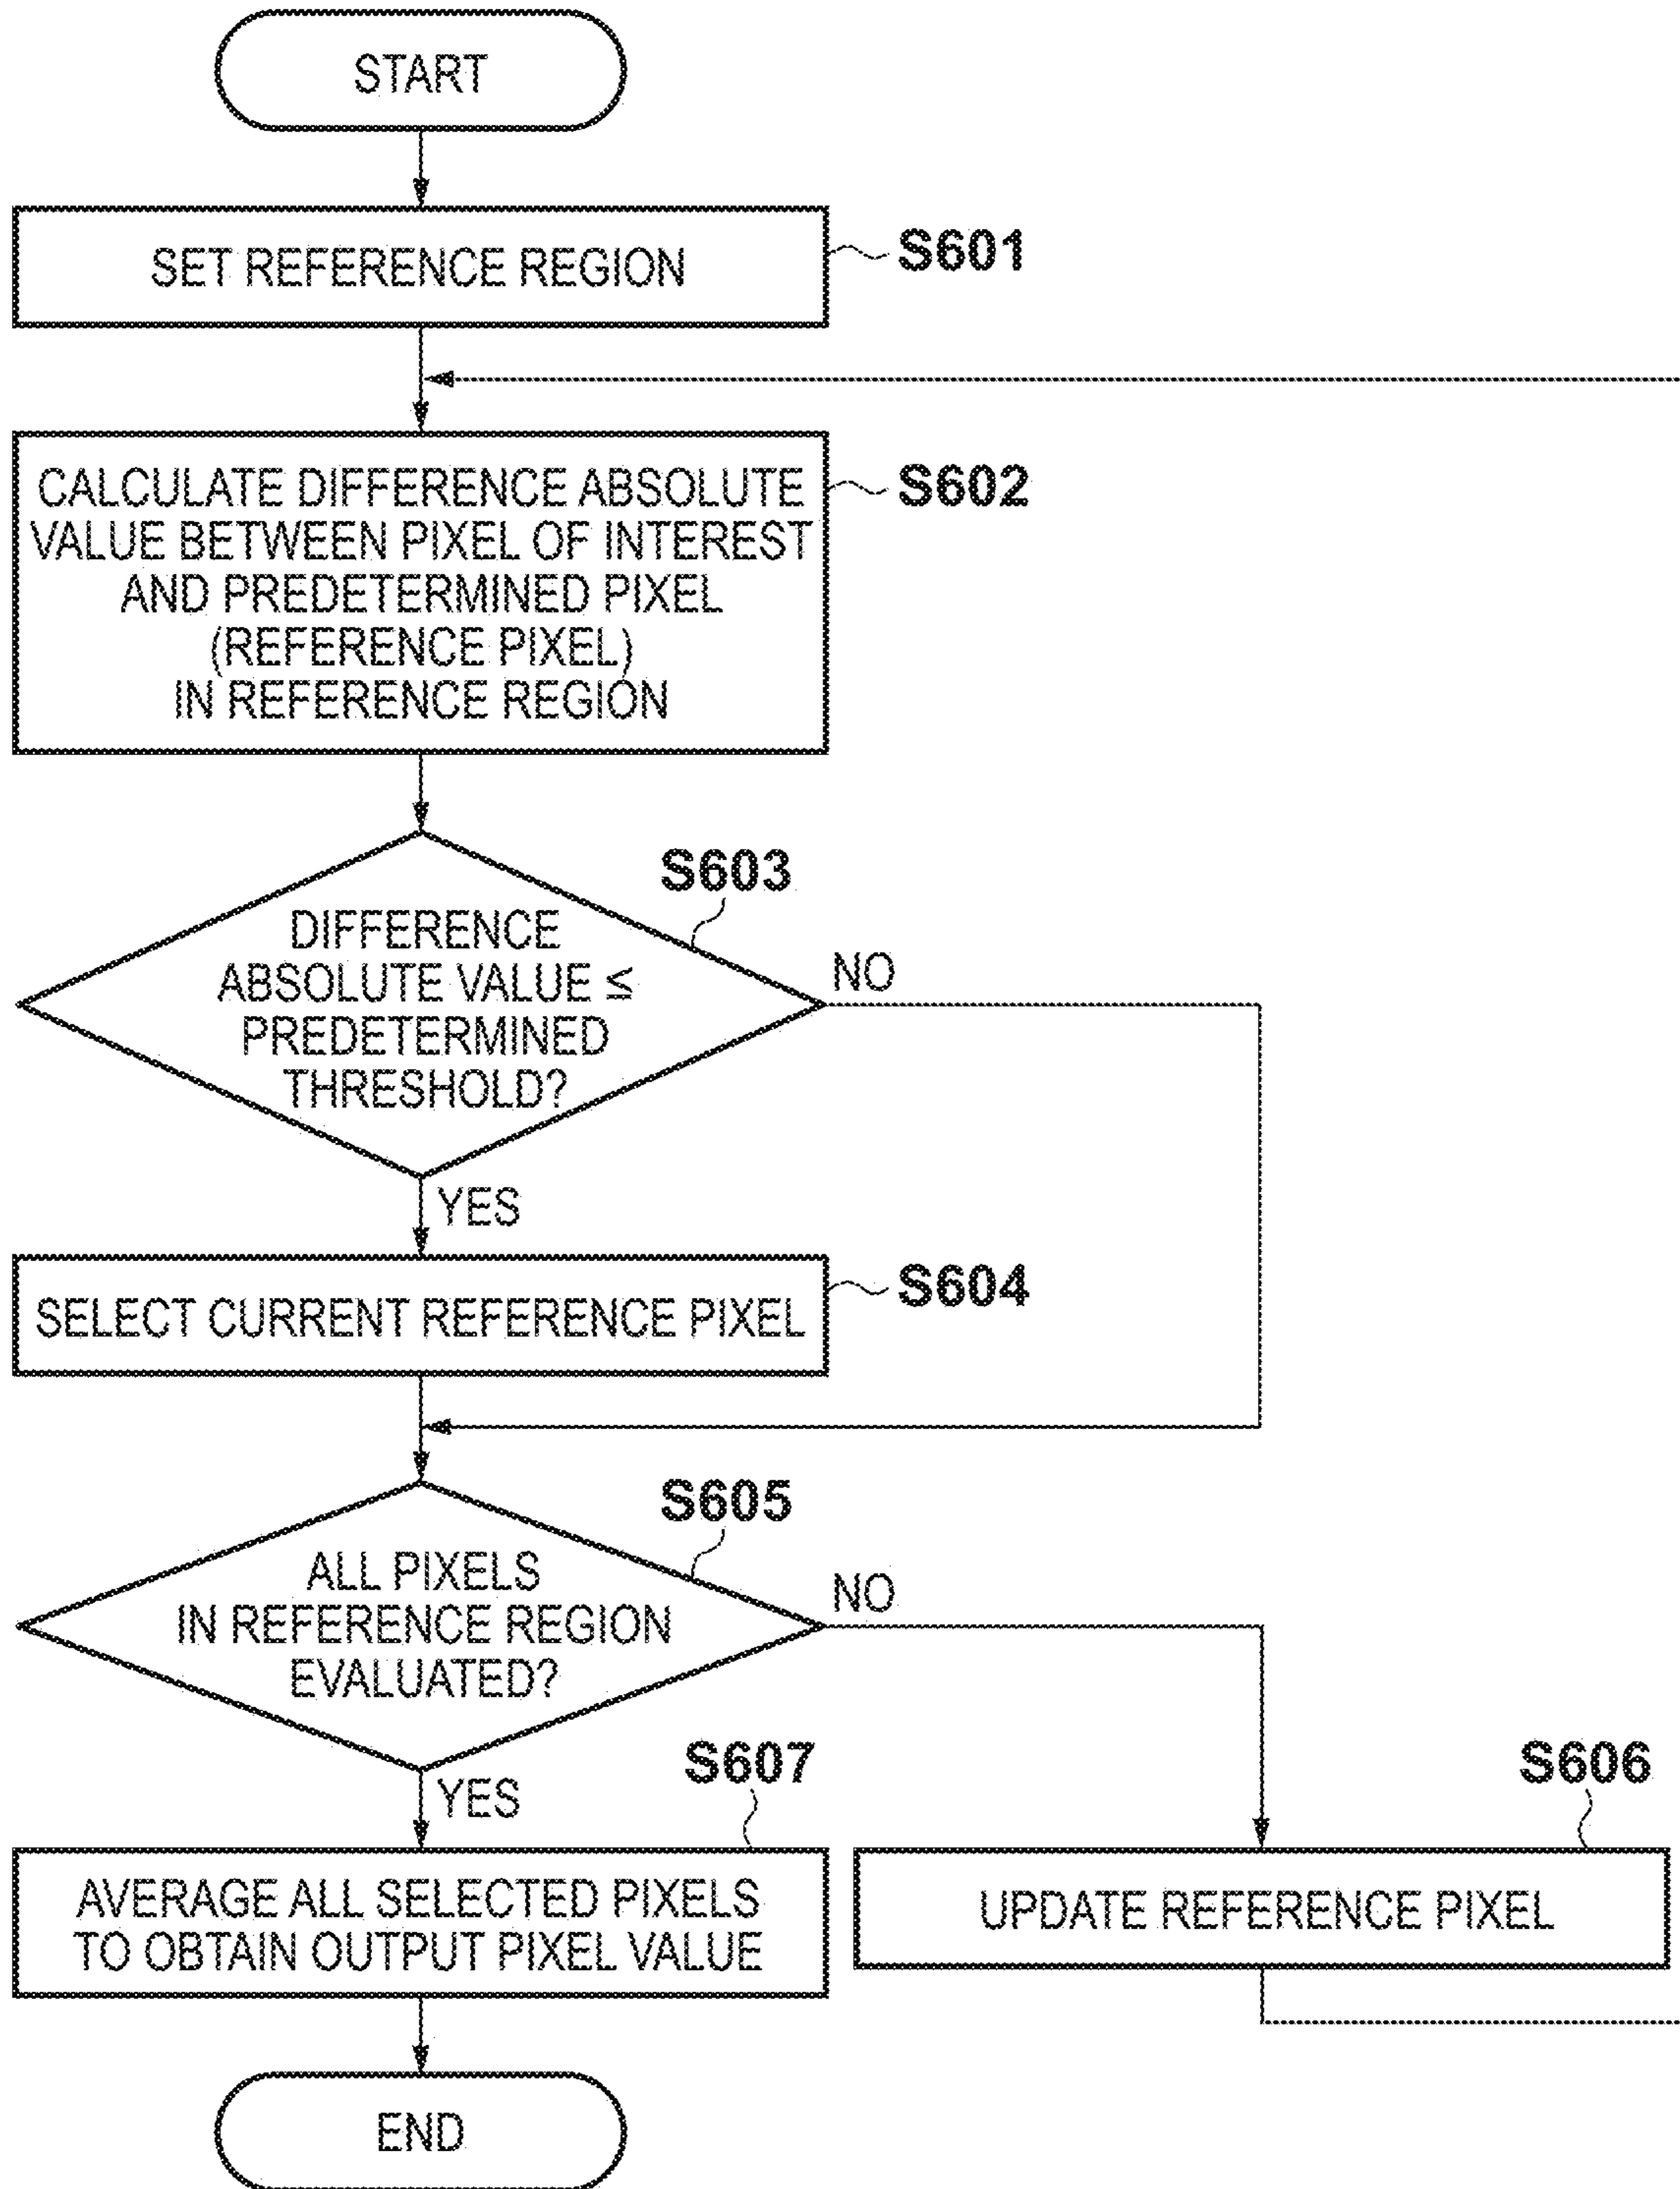 START
SET REFERENCE REGION
S601
CALCULATE DIFFERENCE ABSOLUTE
VALUE BETWEEN PIXEL OF INTEREST
AND PREDETERMINED PIXEL
(REFERENCE PIXEL)
IN REFERENCE REGION
S602
S603
DIFFERENCE
ABSOLUTE VALUE ≤
PREDETERMINED
THRESHOLD?
NO
YES
SELECT CURRENT REFERENCE PIXEL
S604
S605
ALL PIXELS
IN REFERENCE REGION
EVALUATED?
NO
YES
S607
AVERAGE ALL SELECTED PIXELS
TO OBTAIN OUTPUT PIXEL VALUE
S606
UPDATE REFERENCE PIXEL
END